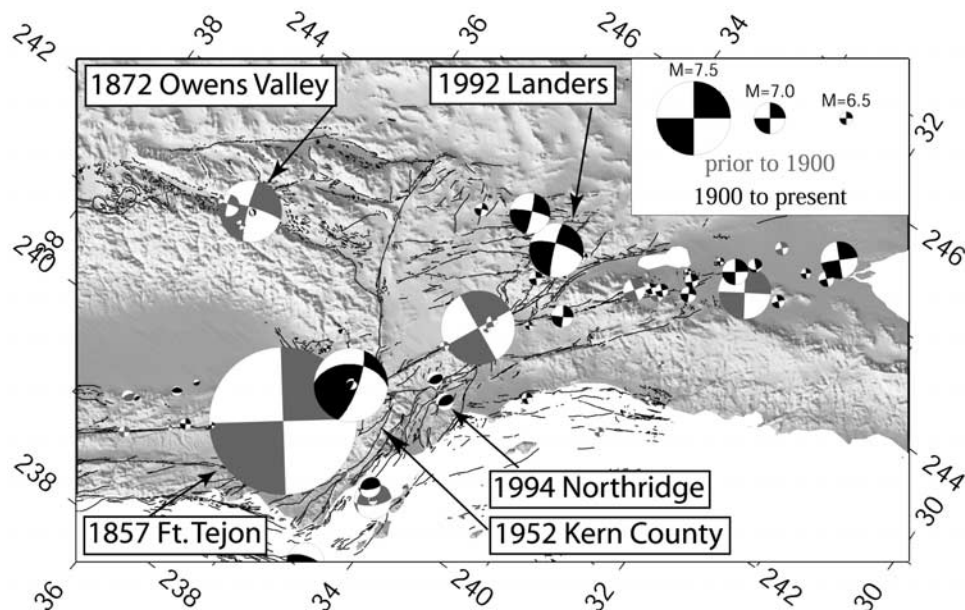 242
38
244
36
246
34
1872 Owens Valley
1992 Landers
M=7.5
M=7.0
M=6.5
prior to 1900
1900 to present
32
38
240
246
238
1994 Northridge
1857 Ft. Tejon
1952 Kern County
244
30
36
238
34
240
32
242
30